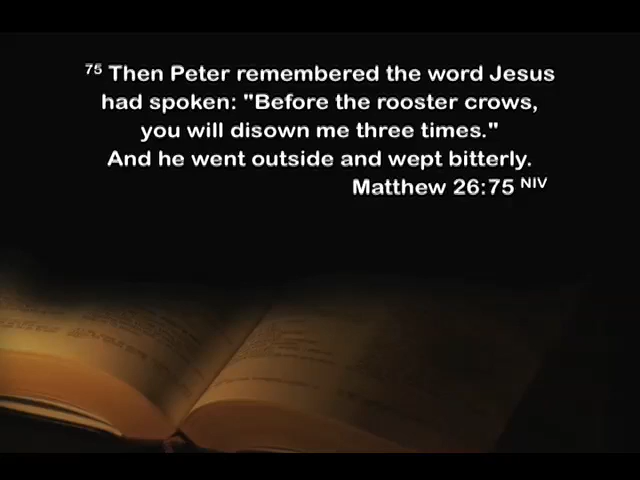 75 Then Peter remembered the word Jesus
had spoken: "Before the rooster crows,
you will disown me three times."
And he went outside and wept bitterly.
Matthew 26:75 NIV